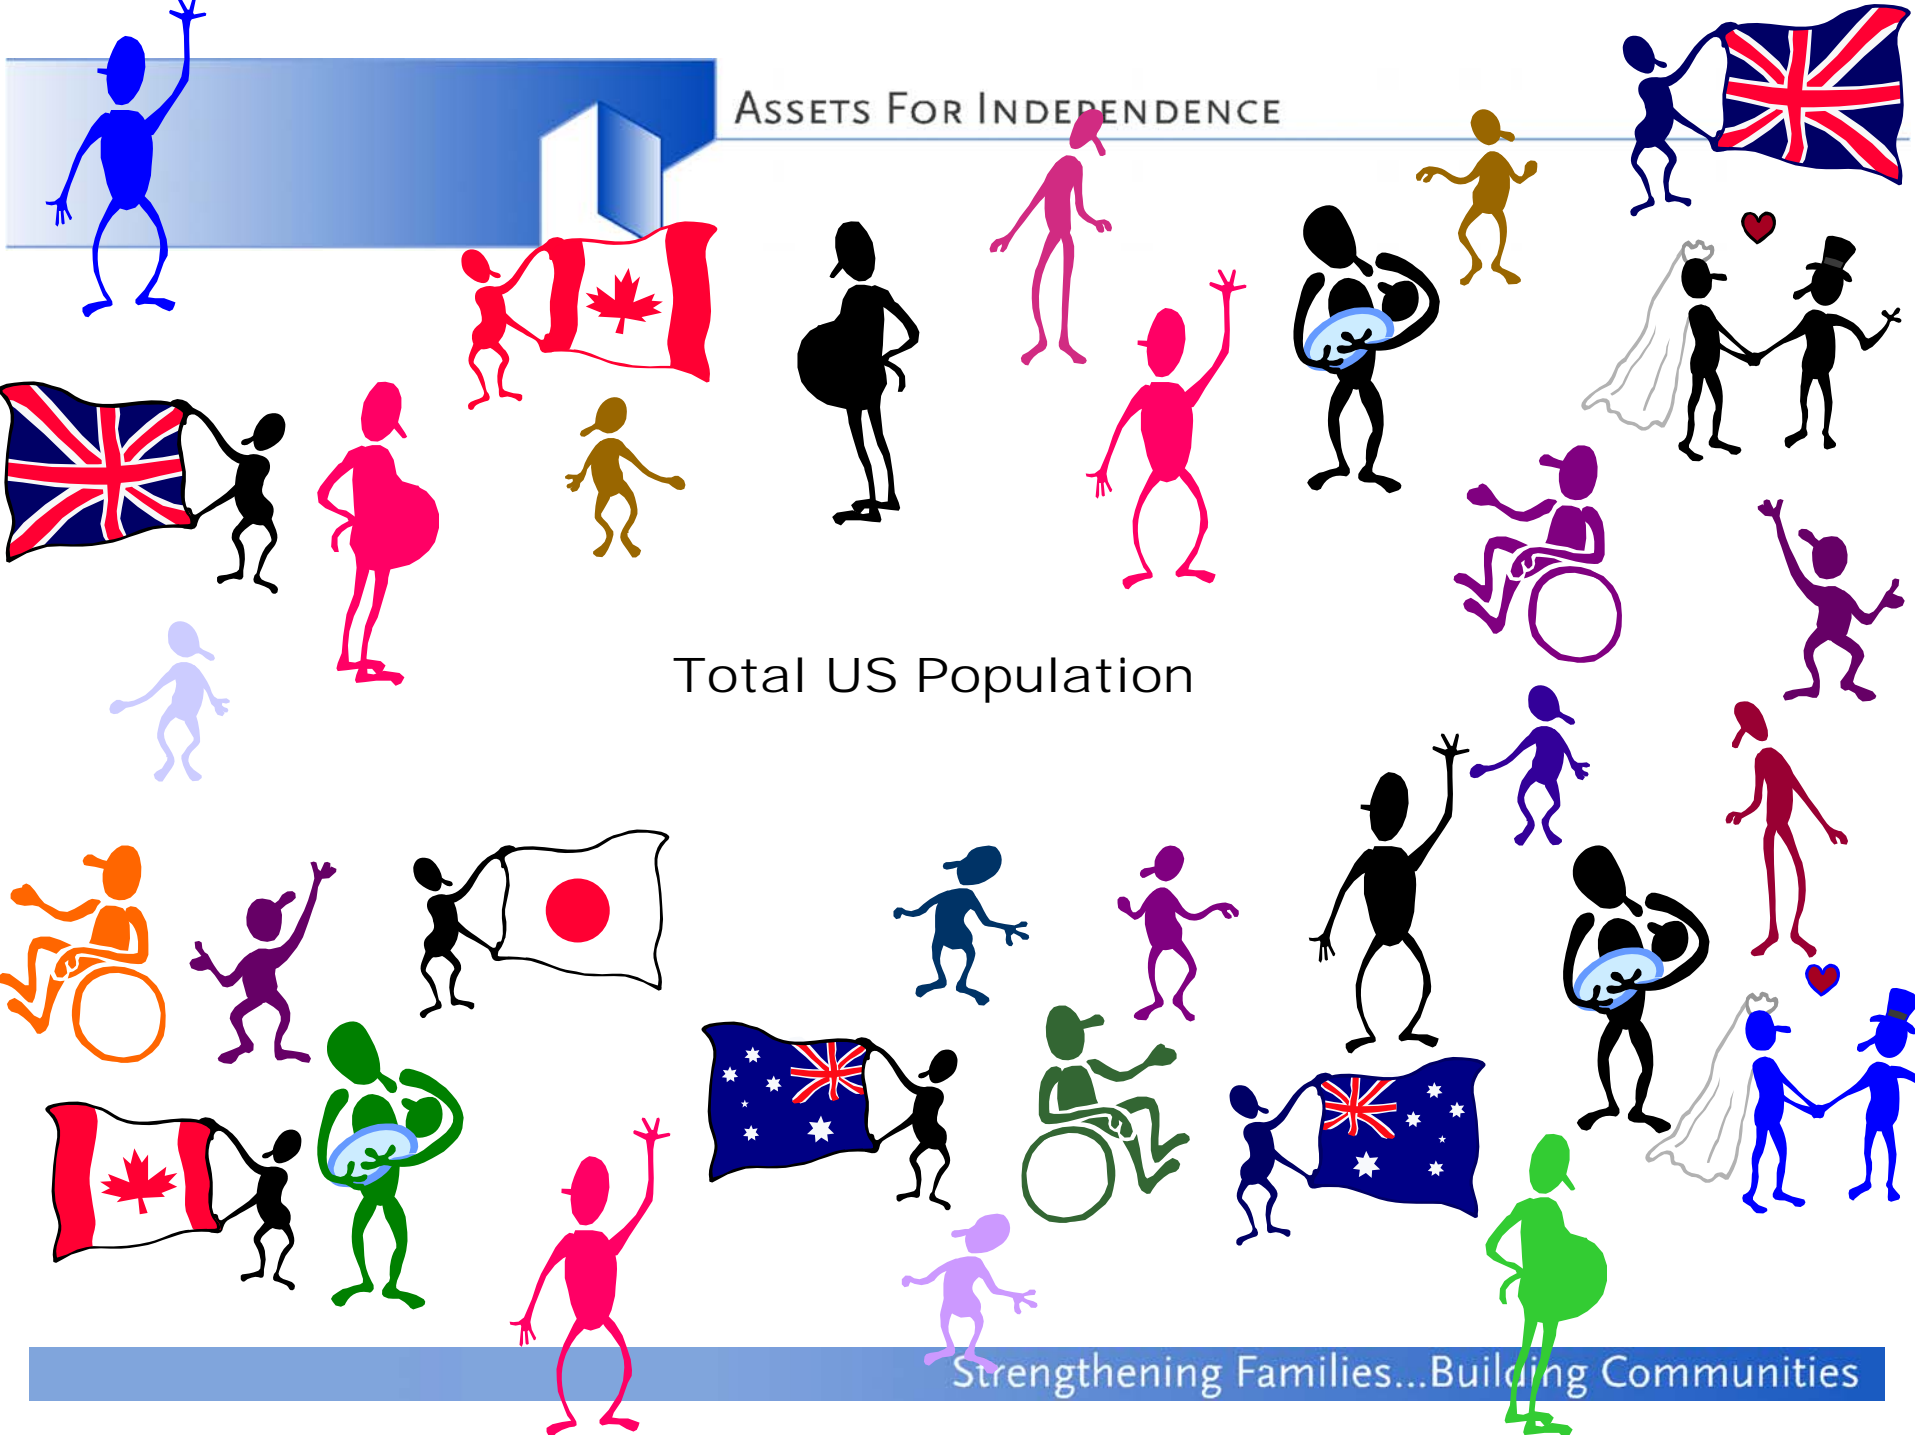 ASSETS FOR INDEPENDENCE
Total US Population
Strengthening Families...Building Communities